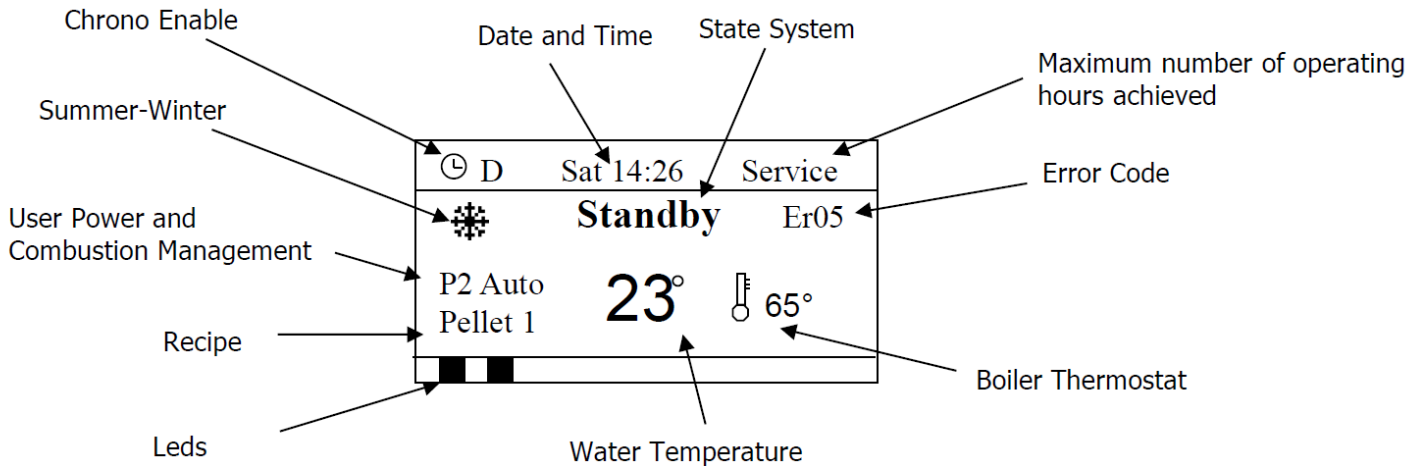 Chrono Enable
Date and Time
State System
Maximum number of operating
hours achieved
Summer-Winter
Error Code
D Sat 14:26 Service
Standby Er05
User Power and
Combustion Management
P2 Auto
23° 65°
Pellet 1
Recipe
Boiler Thermostat
Leds
Water Temperature